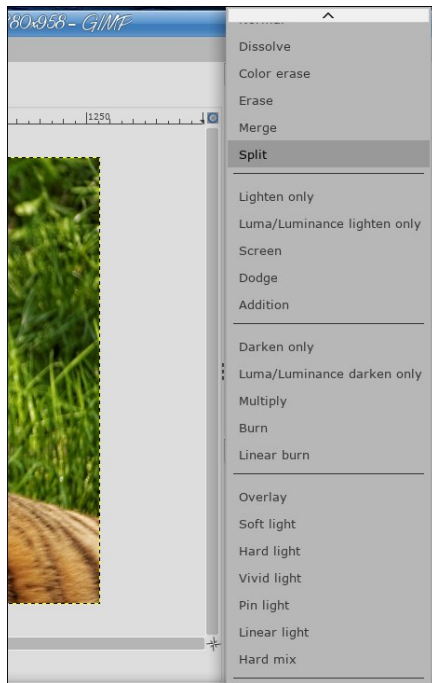 80x958 – GIMP
Normal
Dissolve
Color erase
Erase
Merge
Split
1250
Lighten only
Luma/Luminance lighten only
Screen
Dodge
Addition
Darken only
Luma/Luminance darken only
Multiply
Burn
Linear burn
Overlay
Soft light
Hard light
Vivid light
Pin light
Linear light
Hard mix